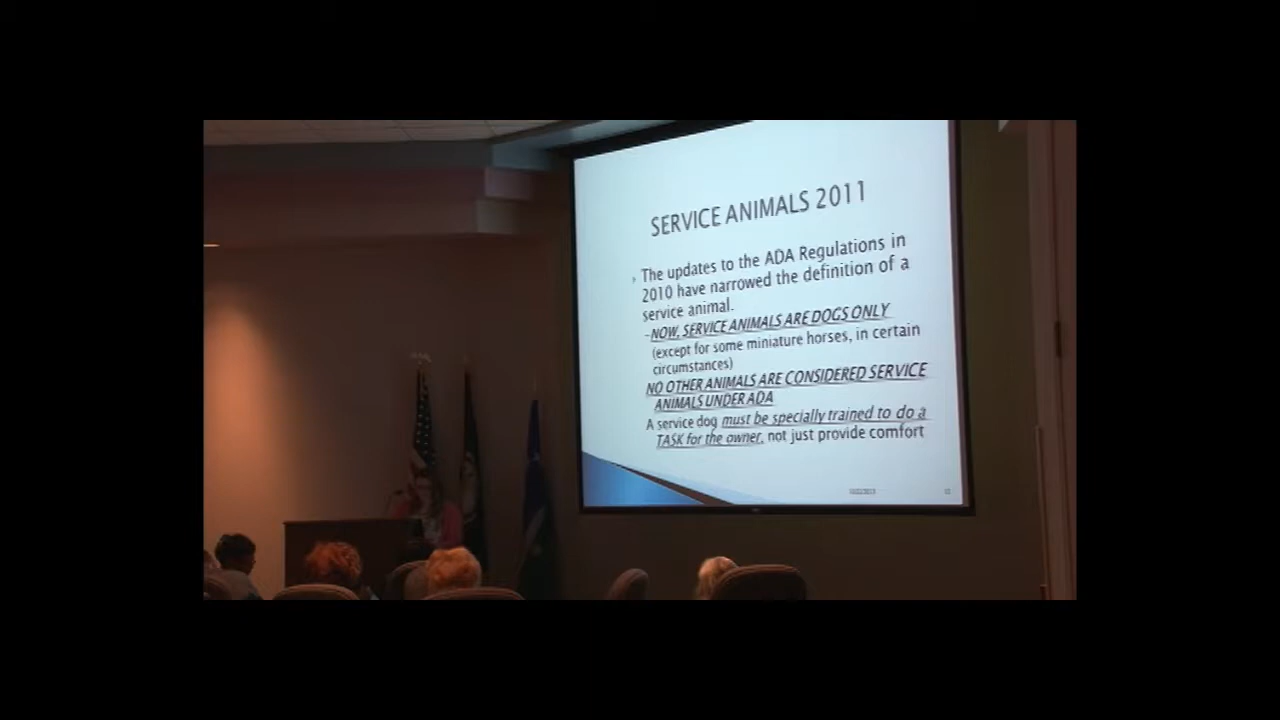 SERVICE ANIMALS 2011
The updates to the ADA Regulations in
2010 have narrowed the definition of a
service animal.
–NOW, SERVICE ANIMALS ARE DOGS ONLY
(except for some miniature horses, in certain
circumstances)
NO OTHER ANIMALS ARE CONSIDERED SERVICE
ANIMALS UNDER ADA
A service dog must be specially trained to do a
TASK for the owner, not just provide comfort